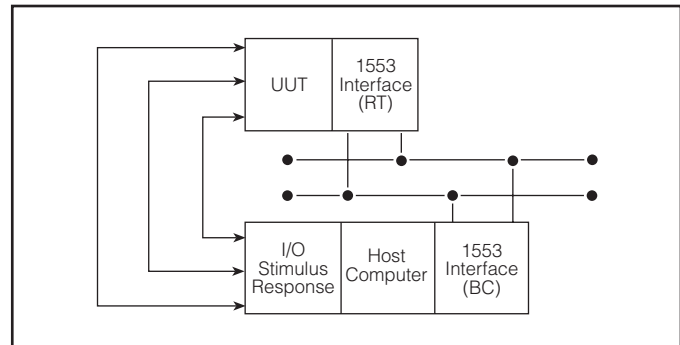 UUT
1553
Interface
(RT)
I/O
Stimulus
Response
Host
Computer
1553
Interface
(BC)